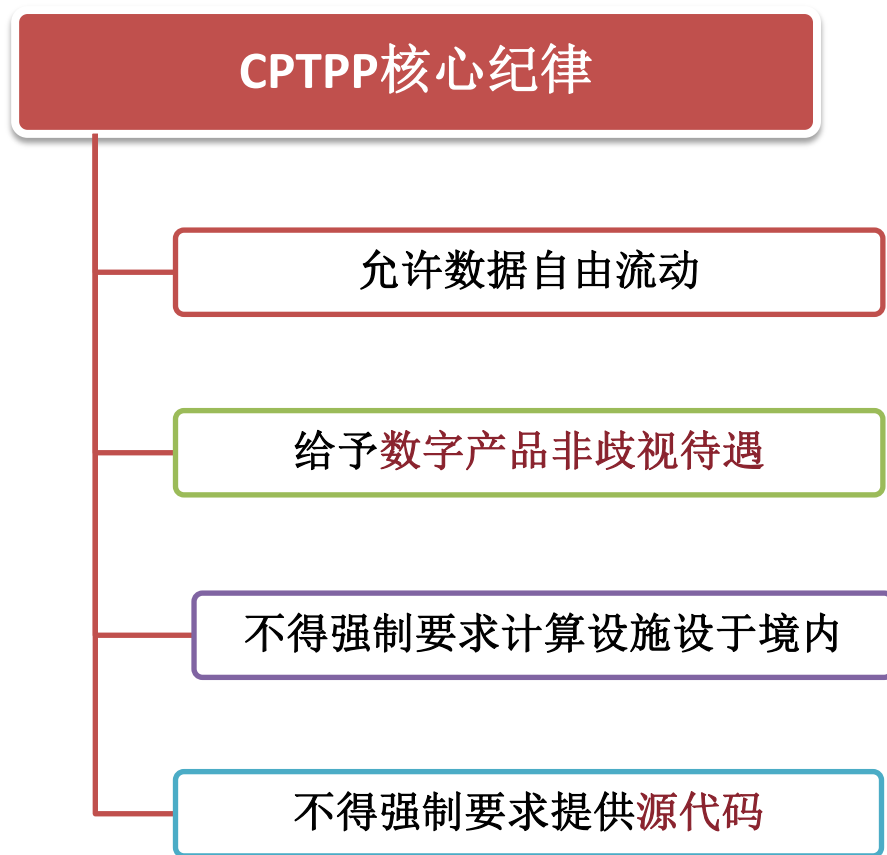 CPTPP核心纪律
允许数据自由流动
给予数字产品非歧视待遇
不得强制要求计算设施设于境内
不得强制要求提供源代码